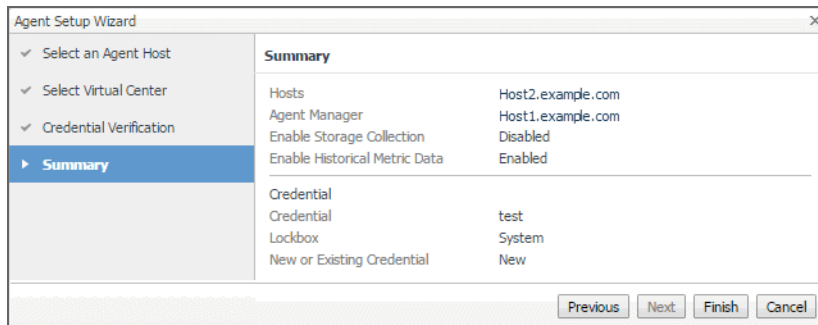 Agent Setup Wizard
Select an Agent Host
Select Virtual Center
Credential Verification
Summary
Summary
Hosts Host2.example.com
Agent Manager Host1.example.com
Enable Storage Collection Disabled
Enable Historical Metric Data Enabled
Credential
Credential test
Lockbox System
New or Existing Credential New
Previous Next Finish Cancel